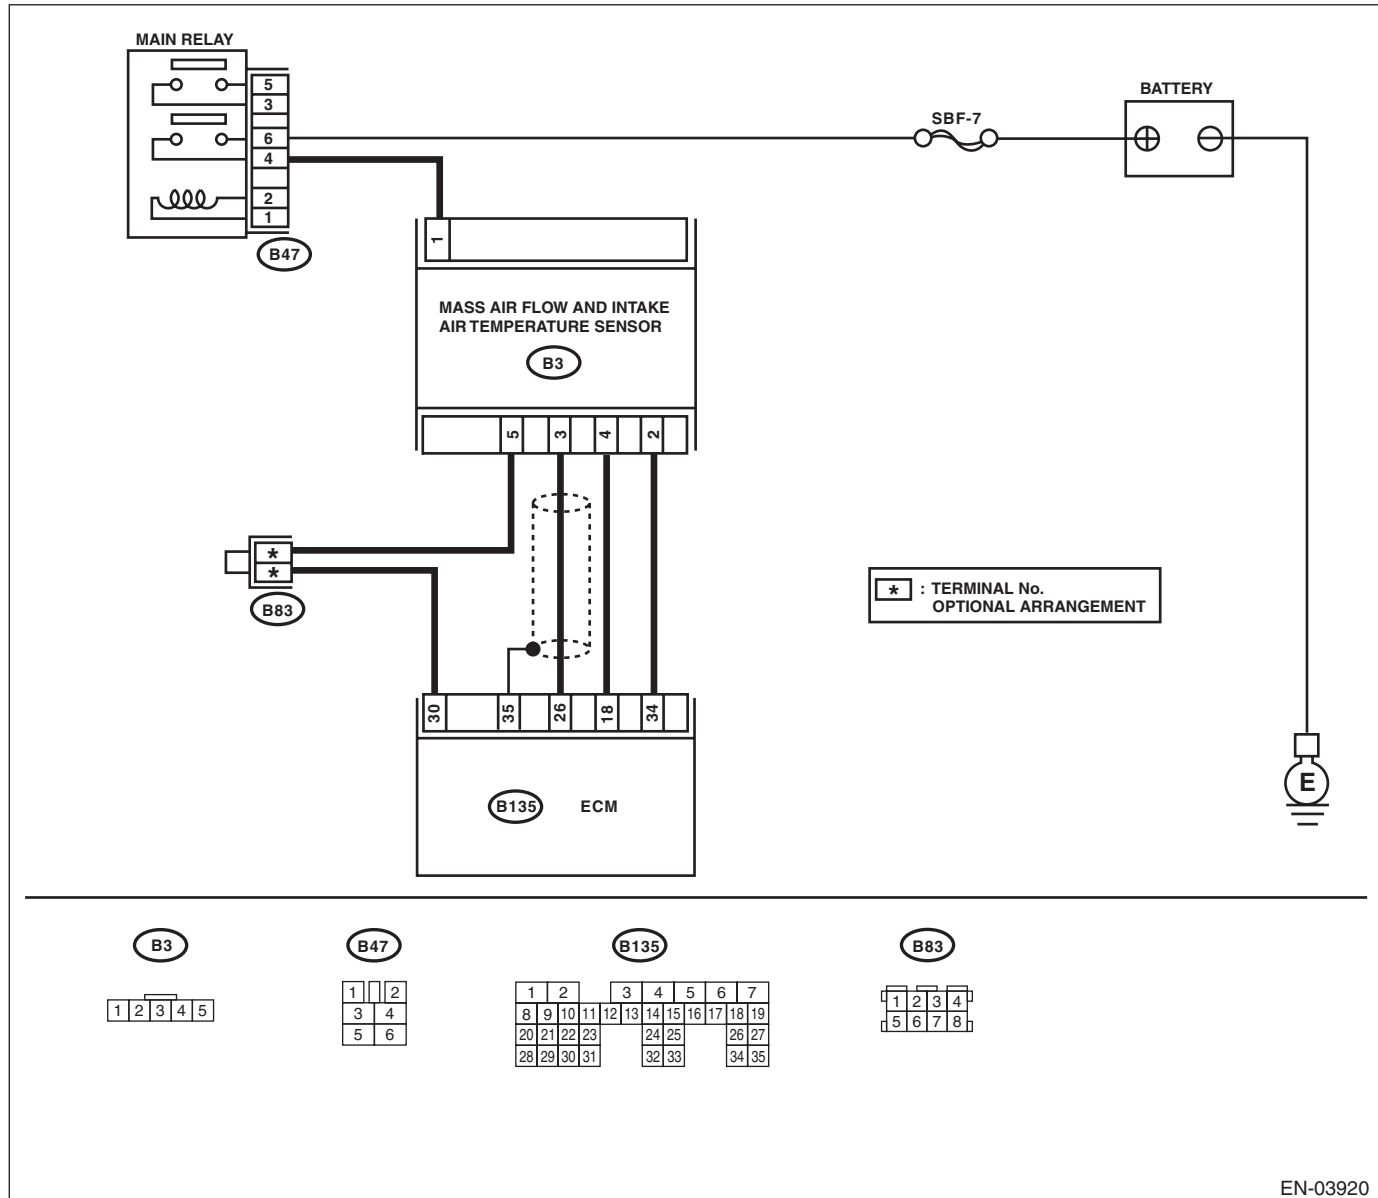 MAIN RELAY
5
3
6
4
2
1
B47
SBF-7
BATTERY
1
MASS AIR FLOW AND INTAKE
AIR TEMPERATURE SENSOR
B3
5 3 4 2
*
*
B83
* : TERMINAL No.
OPTIONAL ARRANGEMENT
30 35 26 18 34
B135 ECM
E
B3
1 2 3 4 5
B47
1 2
3 4
5 6
B135
1 2 3 4 5 6 7
8 9 10 11 12 13 14 15 16 17 18 19
20 21 22 23 24 25 26 27
28 29 30 31 32 33 34 35
B83
1 2 3 4
5 6 7 8
EN-03920